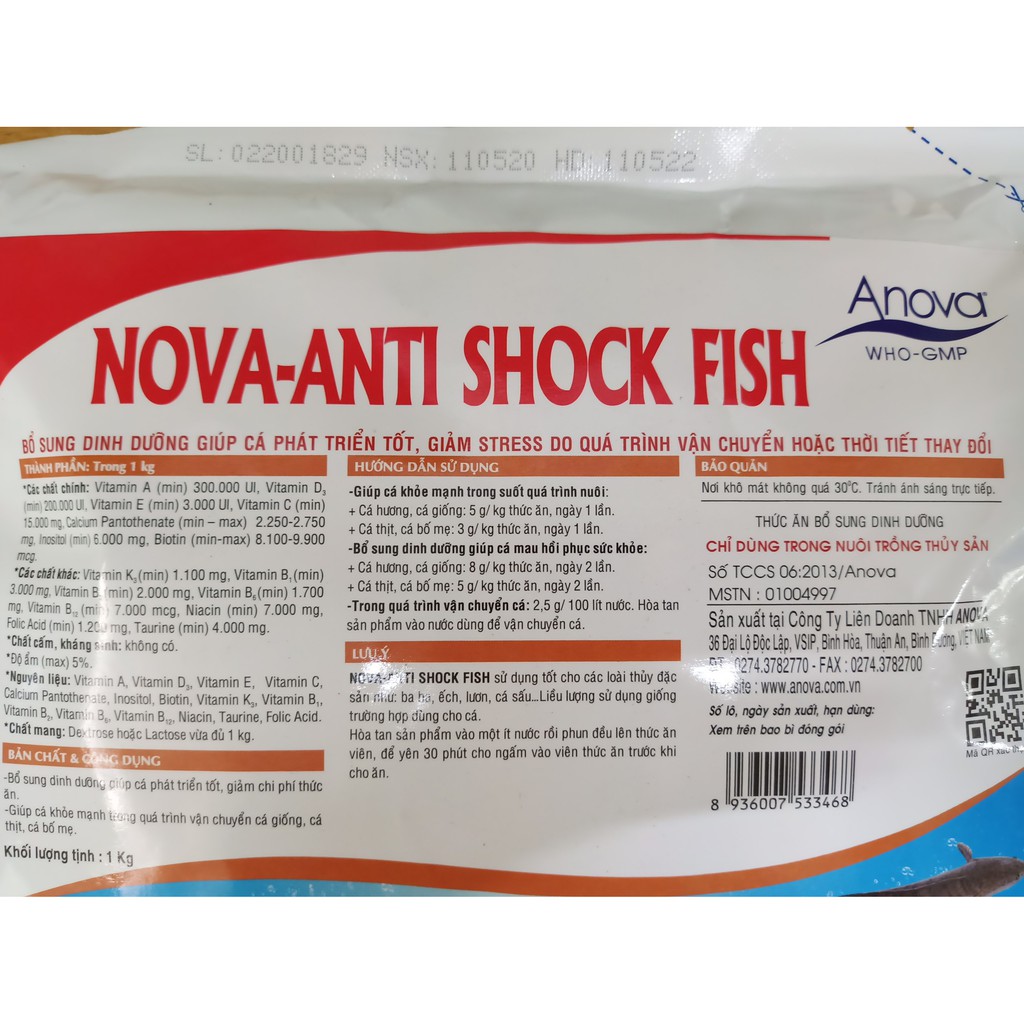 SL: 022001829 NSX: 110520 HD: 110522
Anova
WHO-GMP
NOVA-ANTI SHOCK FISH
BỔ SUNG DINH DƯỠNG GIÚP CÁ PHÁT TRIỂN TỐT, GIẢM STRESS DO QUÁ TRÌNH VẬN CHUYỂN HOẶC THỜI TIẾT THAY ĐỔI
THÀNH PHẦN: Trong 1 kg
*Các chất chính: Vitamin A (min) 300.000 UI, Vitamin D₃
(min) 200.000 UI, Vitamin E (min) 3.000 UI, Vitamin C (min)
15.000 mg, Calcium Pantothenate (min – max) 2.250-2.750
mg, Inositol (min) 6.000 mg, Biotin (min-max) 8.100-9.900
mcg.
*Các chất khác: Vitamin K₃ (min) 1.100 mg, Vitamin B₁ (min)
3.000 mg, Vitamin B₂ (min) 2.000 mg, Vitamin B₆ (min) 1.700
mg, Vitamin B₁₂ (min) 7.000 mcg, Niacin (min) 7.000 mg,
Folic Acid (min) 1.200 mg, Taurine (min) 4.000 mg.
*Chất cấm, kháng sinh: không có.
*Độ ẩm (max) 5%.
*Nguyên liệu: Vitamin A, Vitamin D₃, Vitamin E, Vitamin C,
Calcium Pantothenate, Inositol, Biotin, Vitamin K₃, Vitamin B₁,
Vitamin B₂, Vitamin B₆, Vitamin B₁₂, Niacin, Taurine, Folic Acid.
*Chất mang: Dextrose hoặc Lactose vừa đủ 1 kg.
BẢN CHẤT & CÔNG DỤNG
-Bổ sung dinh dưỡng giúp cá phát triển tốt, giảm chi phí thức
ăn.
-Giúp cá khỏe mạnh trong quá trình vận chuyển cá giống, cá
thịt, cá bố mẹ.
Khối lượng tịnh : 1 Kg
HƯỚNG DẪN SỬ DỤNG
-Giúp cá khỏe mạnh trong suốt quá trình nuôi:
+ Cá hương, cá giống: 5 g/ kg thức ăn, ngày 1 lần.
+ Cá thịt, cá bố mẹ: 3 g/ kg thức ăn, ngày 1 lần.
-Bổ sung dinh dưỡng giúp cá mau hồi phục sức khỏe:
+ Cá hương, cá giống: 8 g/ kg thức ăn, ngày 2 lần.
+ Cá thịt, cá bố mẹ: 5 g/ kg thức ăn, ngày 2 lần.
-Trong quá trình vận chuyển cá: 2,5 g/ 100 lít nước. Hòa tan
sản phẩm vào nước dùng để vận chuyển cá.
LƯU Ý
NOVA-ANTI SHOCK FISH sử dụng tốt cho các loài thủy đặc
sản như: ba ba, ếch, lươn, cá sấu...Liều lượng sử dụng giống
trường hợp dùng cho cá.
Hòa tan sản phẩm vào một ít nước rồi phun đều lên thức ăn
viên, để yên 30 phút cho ngấm vào viên thức ăn trước khi
cho ăn.
BẢO QUẢN
Nơi khô mát không quá 30⁰C. Tránh ánh sáng trực tiếp.
THỨC ĂN BỔ SUNG DINH DƯỠNG
CHỈ DÙNG TRONG NUÔI TRỒNG THỦY SẢN
Số TCCS 06:2013/Anova
MSTN : 01004997
Sản xuất tại Công Ty Liên Doanh TNHH ANOVA
36 Đại Lộ Độc Lập, VSIP, Bình Hòa, Thuận An, Bình Dương, VIỆT NAM
ĐT : 0274.3782770 - FAX : 0274.3782700
Website : www.anova.com.vn
Số lô, ngày sản xuất, hạn dùng:
Xem trên bao bì đóng gói
Mã QR
8 936007 533468